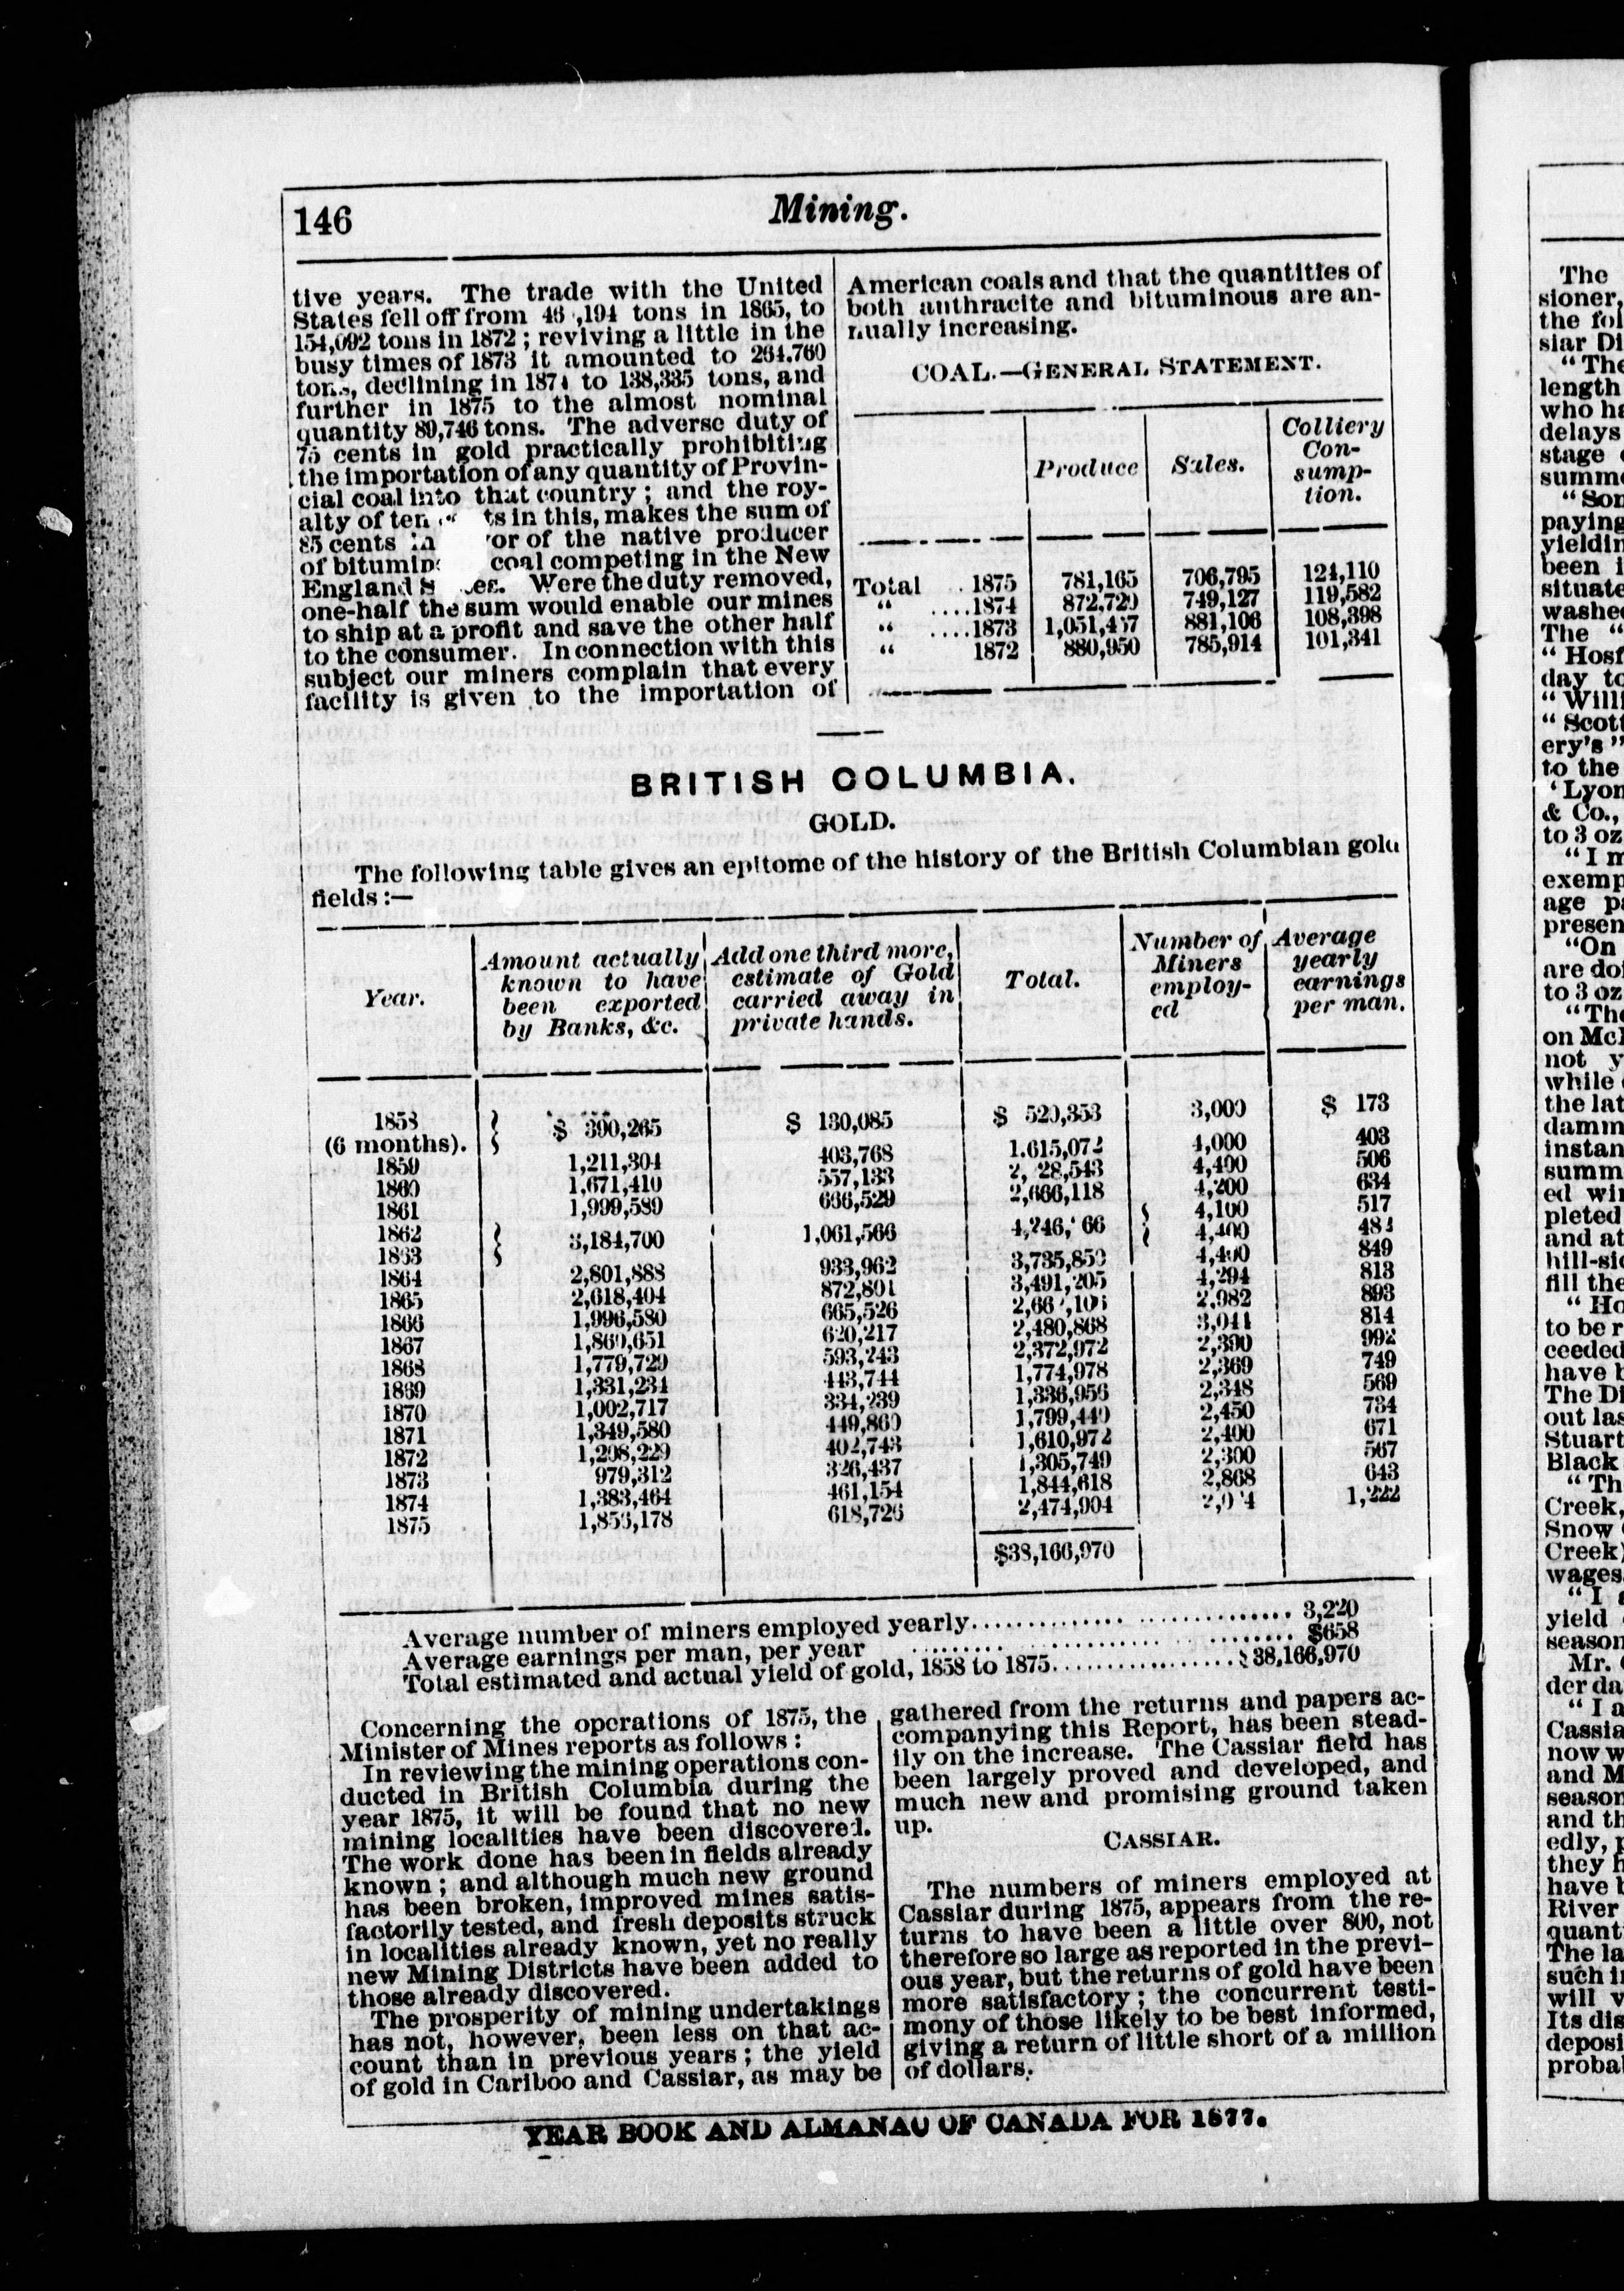 146
Mining.
tive years. The trade with the United
States fell off from 46 ,194 tons in 1865, to
154,092 tons in 1872 ; reviving a little in the
busy times of 1873 it amounted to 264.760
tons, declining in 1874 to 138,335 tons, and
further in 1875 to the almost nominal
quantity 89,746 tons. The adverse duty of
75 cents in gold practically prohibiting
the importation of any quantity of Provin-
cial coal into that country ; and the roy-
alty of ten ts in this, makes the sum of
85 cents in vor of the native producer
of bitumin coal competing in the New
England S tes. Were the duty removed,
one-half the sum would enable our mines
to ship at a profit and save the other half
to the consumer. In connection with this
subject our miners complain that every
facility is given to the importation of
American coals and that the quantities of
both anthracite and bituminous are an-
nually increasing.
COAL.—GENERAL STATEMENT.
Produce Sales. Colliery Con- sump- tion.
Total .. 1875 781,165 706,795 124,110
“ ....1874 872,720 749,127 119,582
“ ....1873 1,051,457 881,106 108,398
“ 1872 880,950 785,914 101,341
BRITISH COLUMBIA.
GOLD.
The following table gives an epitome of the history of the British Columbian gold
fields :—
Year. Amount actually known to have been exported by Banks, &c. Add one third more, estimate of Gold carried away in private hands. Total. Number of Miners employ- ed Average yearly earnings per man.
1858 (6 months). $ 390,265 $ 130,085 $ 520,353 3,000 $ 173
1859 1,211,304 403,768 1,615,072 4,000 403
1860 1,671,410 557,133 2, 28,543 4,400 506
1861 1,999,589 666,529 2,666,118 4,200 634
1862 4,100 517
1863 3,184,700 1,061,566 4,246, 66 4,400 482
1864 2,801,888 933,962 3,735,850 4,400 849
1865 2,618,404 872,801 3,491,205 4,294 813
1866 1,996,580 665,526 2,66 ,106 2,982 893
1867 1,860,651 620,217 2,480,868 3,044 814
1868 1,779,729 593,243 2,372,972 2,390 992
1869 1,331,234 443,744 1,774,978 2,369 749
1870 1,002,717 334,239 1,336,956 2,348 569
1871 1,349,580 449,860 1,799,440 2,450 734
1872 1,208,229 402,743 1,610,972 2,400 671
1873 979,312 326,437 1,305,749 2,300 567
1874 1,383,464 461,154 1,844,618 2,868 643
1875 1,856,178 618,726 2,474,904 2,0 4 1,222
$38,166,970
Average number of miners employed yearly.............. ............. 3,220
Average earnings per man, per year ......... ............. ......... $658
Total estimated and actual yield of gold, 1858 to 1875.................. $38,166,970
Concerning the operations of 1875, the
Minister of Mines reports as follows :
In reviewing the mining operations con-
ducted in British Columbia during the
year 1875, it will be found that no new
mining localities have been discovered.
The work done has been in fields already
known ; and although much new ground
has been broken, improved mines satis-
factorily tested, and fresh deposits struck
in localities already known, yet no really
new Mining Districts have been added to
those already discovered.
The prosperity of mining undertakings
has not, however, been less on that ac-
count than in previous years ; the yield
of gold in Cariboo and Cassiar, as may be
gathered from the returns and papers ac-
companying this Report, has been stead-
ily on the increase. The Cassiar field has
been largely proved and developed, and
much new and promising ground taken
up.
CASSIAR.
The numbers of miners employed at
Cassiar during 1875, appears from the re-
turns to have been a little over 800, not
therefore so large as reported in the previ-
ous year, but the returns of gold have been
more satisfactory ; the concurrent testi-
mony of those likely to be best informed,
giving a return of little short of a million
of dollars.
YEAR BOOK AND ALMANAC OF CANADA FOR 1877.